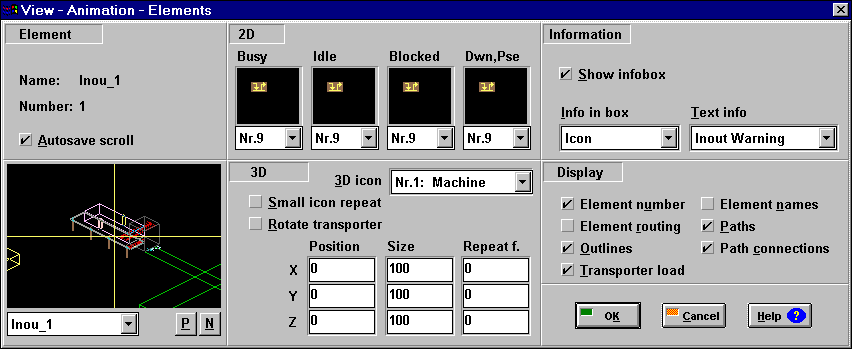 View - Animation - Elements
Element
Name: Inou_1
Number: 1
Autosave scroll
Inou_1
P N
2D
Busy Idle Blocked Dwn,Pse
Nr.9 Nr.9 Nr.9 Nr.9
3D
3D icon Nr.1: Machine
Small icon repeat
Rotate transporter
Position Size Repeat f.
X 0 100 0
Y 0 100 0
Z 0 100 0
Information
Show infobox
Info in box Text info
Icon Inout Warning
Display
Element number Element names
Element routing Paths
Outlines Path connections
Transporter load
OK Cancel Help ?